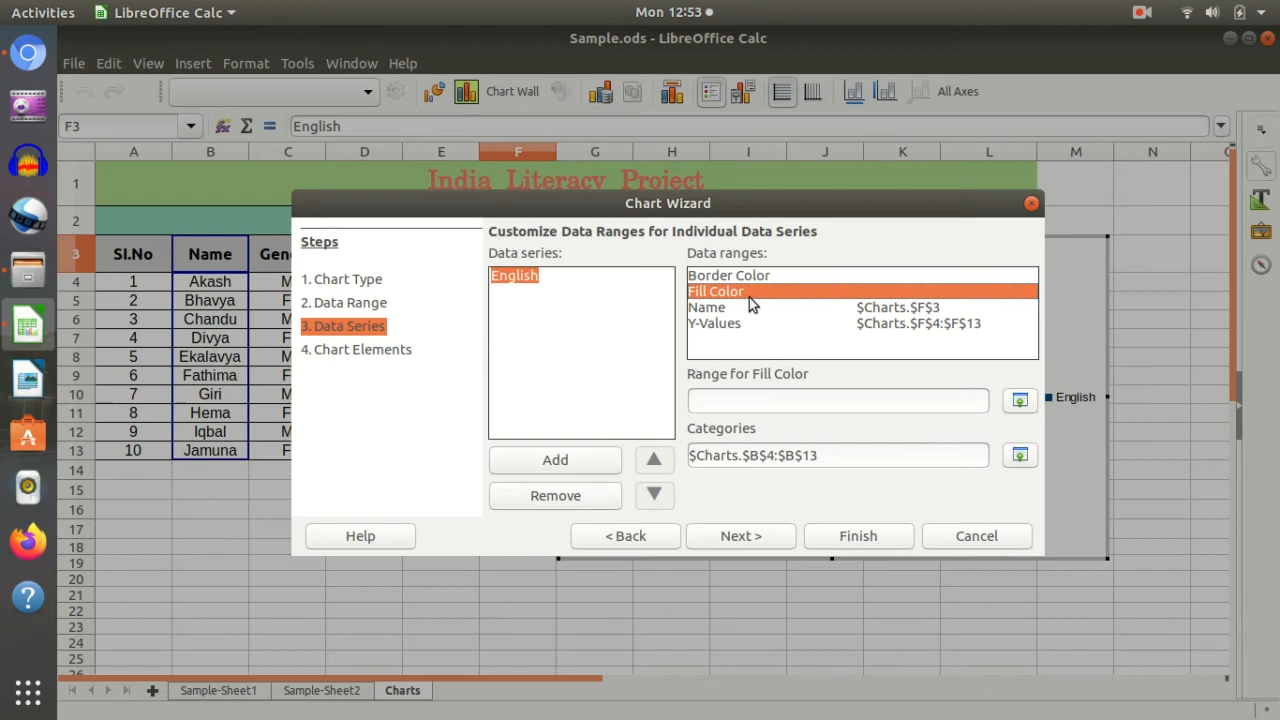 Activities LibreOffice Calc Mon 12:53
Sample.ods - LibreOffice Calc
File Edit View Insert Format Tools Window Help
Chart Wall All Axes
F3 English
A B C D E F G H I J K L M N
1 India Literacy Project
2
3 Sl.No Name
4 1 Akash M
5 2 Bhavya F
6 3 Chandu M
7 4 Divya F
8 5 Ekalavya M
9 6 Fathima F
10 7 Giri M
11 8 Hema F
12 9 Iqbal M
13 10 Jamuna F
14
15
16
17
18
19
20
21
22
23
24
25
English
Chart Wizard
Steps
1. Chart Type
2. Data Range
3. Data Series
4. Chart Elements
Customize Data Ranges for Individual Data Series
Data series: Data ranges:
English
Border Color
Fill Color
Name $Charts.$F$3
Y-Values $Charts.$F$4:$F$13
Range for Fill Color
Categories
$Charts.$B$4:$B$13
Add
Remove
Help < Back Next > Finish Cancel
Sample-Sheet1 Sample-Sheet2 Charts